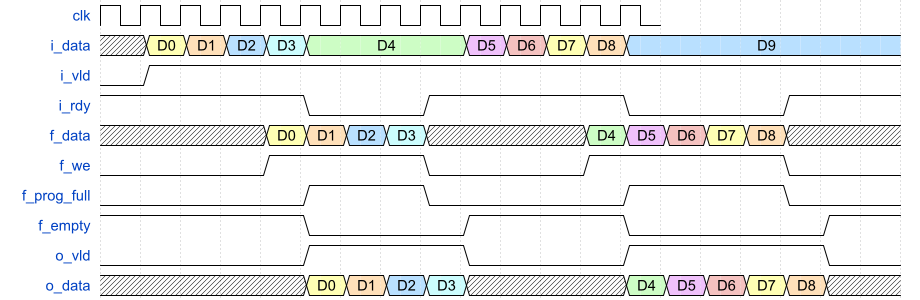 clk
i_data D0 D1 D2 D3 D4 D5 D6 D7 D8 D9
i_vld
i_rdy
f_data D0 D1 D2 D3 D4 D5 D6 D7 D8
f_we
f_prog_full
f_empty
o_vld
o_data D0 D1 D2 D3 D4 D5 D6 D7 D8